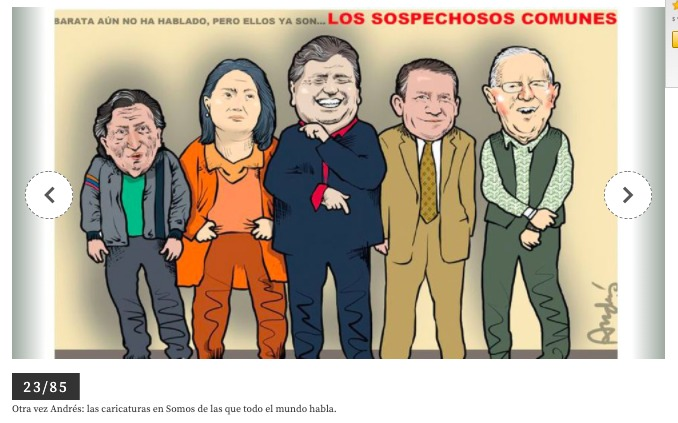 BARATA AÚN NO HA HABLADO, PERO ELLOS YA SON... LOS SOSPECHOSOS COMUNES
Andrés
23/85
Otra vez Andrés: las caricaturas en Somos de las que todo el mundo habla.